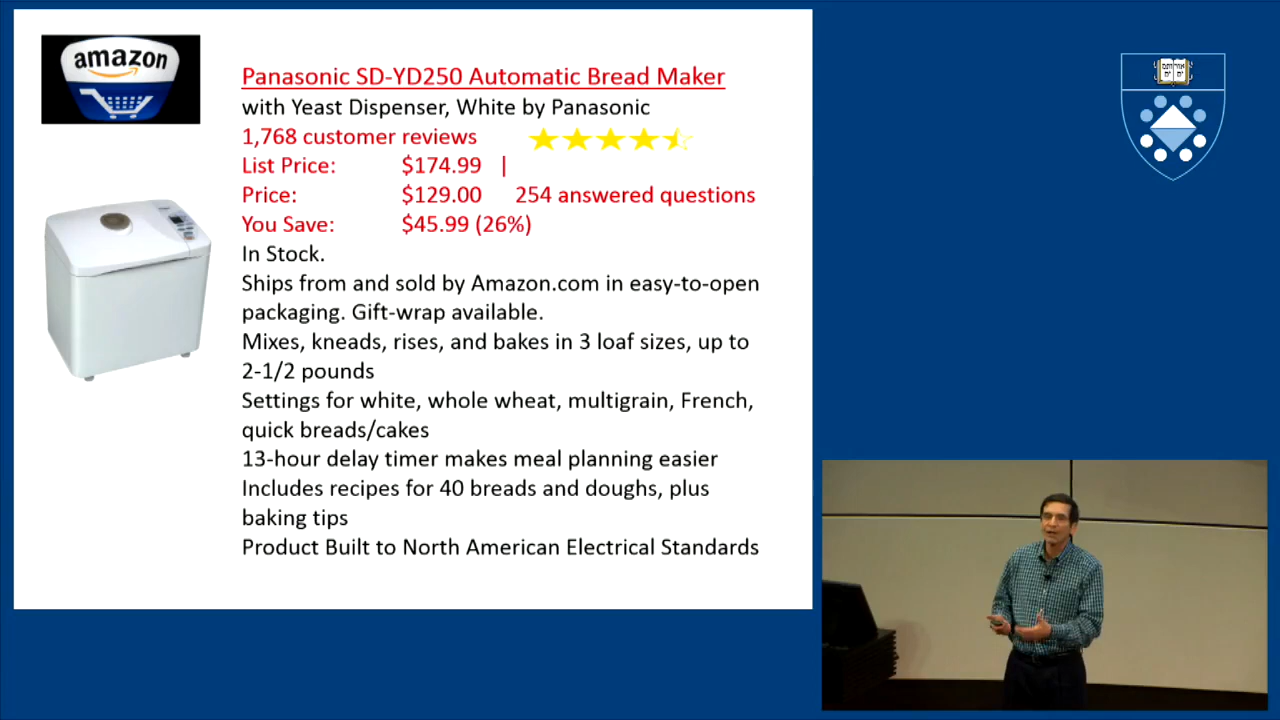 amazon
Panasonic SD-YD250 Automatic Bread Maker
with Yeast Dispenser, White by Panasonic
1,768 customer reviews
List Price: $174.99 |
Price: $129.00 254 answered questions
You Save: $45.99 (26%)
In Stock.
Ships from and sold by Amazon.com in easy-to-open
packaging. Gift-wrap available.
Mixes, kneads, rises, and bakes in 3 loaf sizes, up to
2-1/2 pounds
Settings for white, whole wheat, multigrain, French,
quick breads/cakes
13-hour delay timer makes meal planning easier
Includes recipes for 40 breads and doughs, plus
baking tips
Product Built to North American Electrical Standards